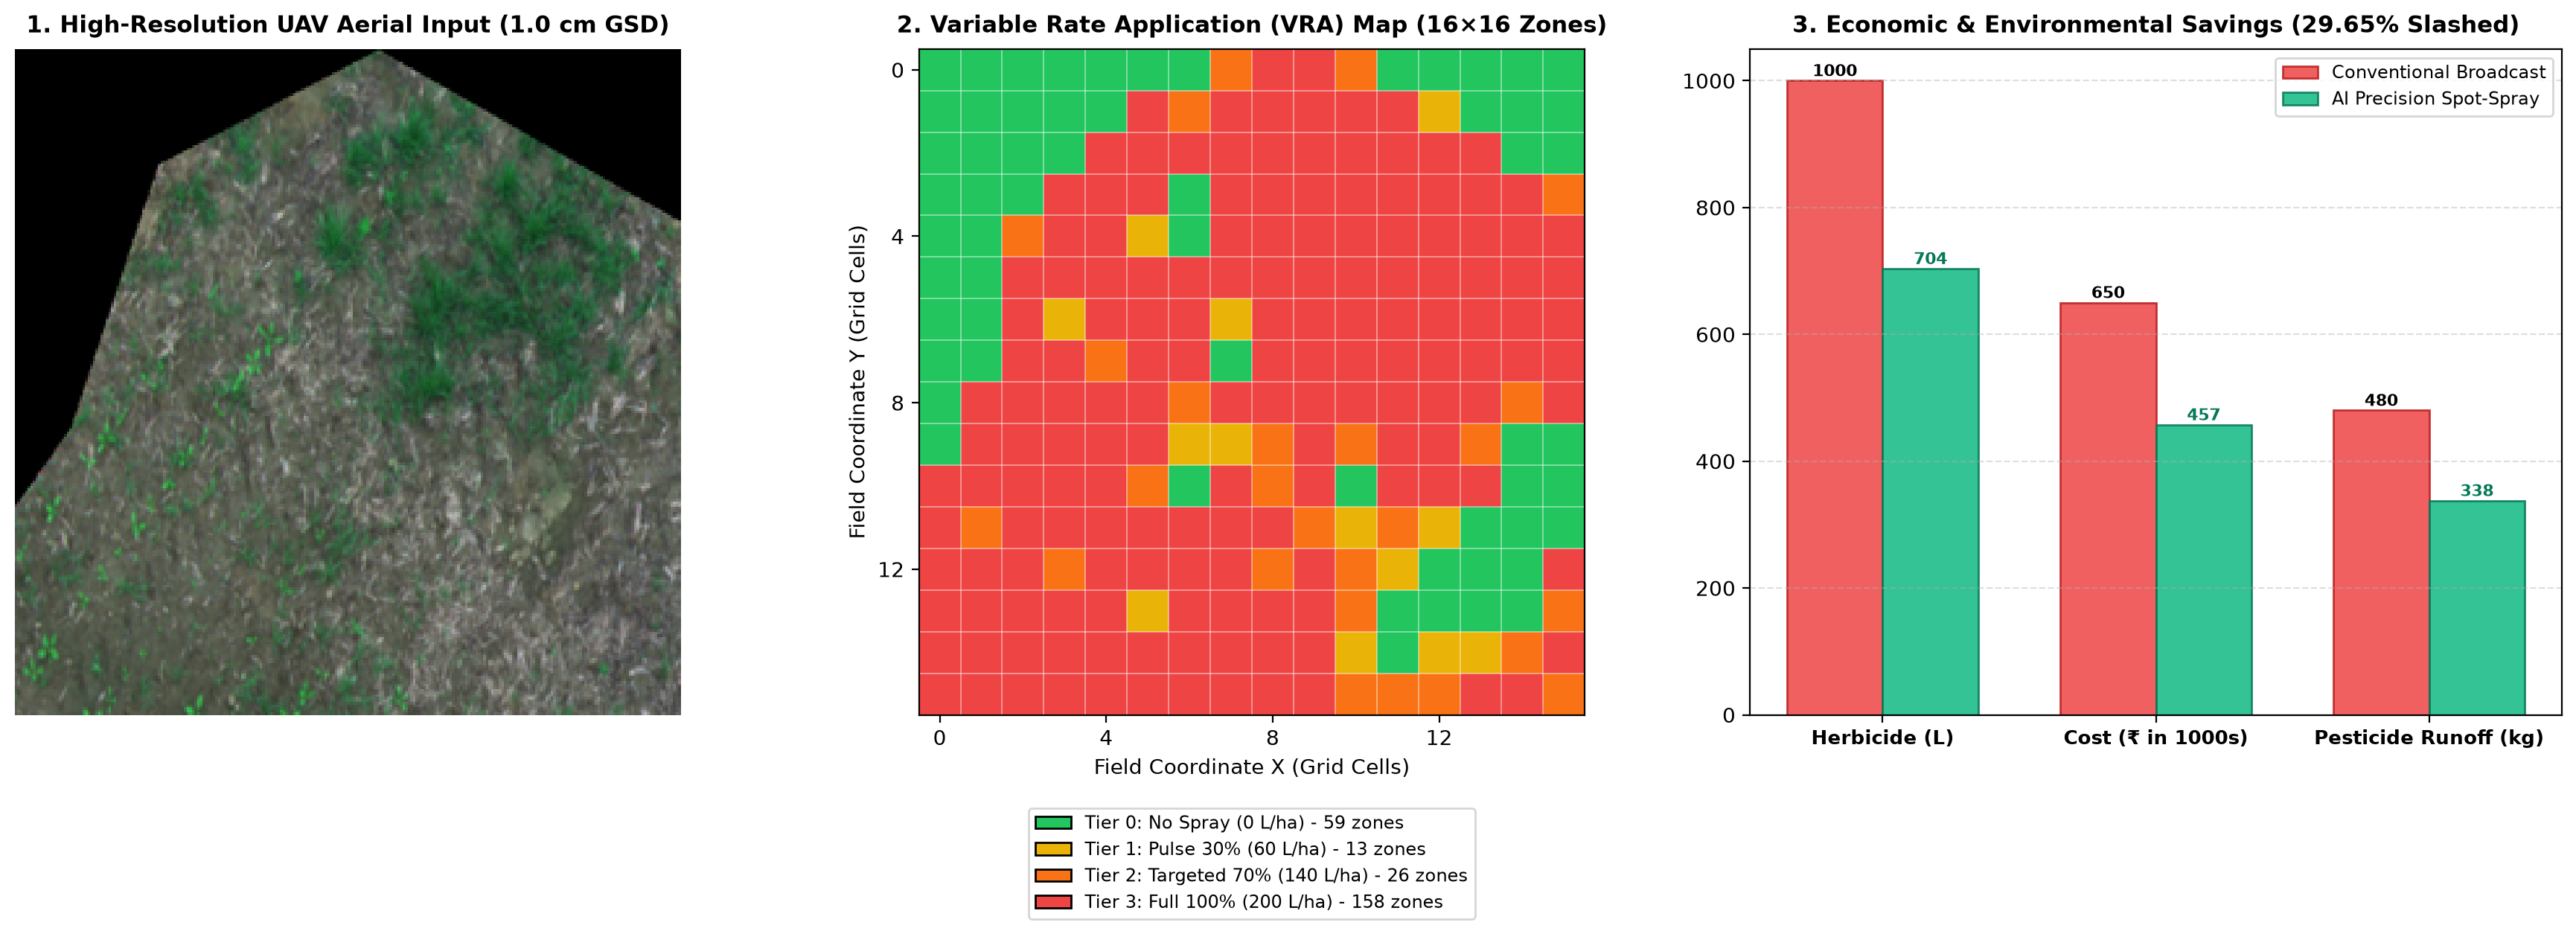 1. High-Resolution UAV Aerial Input (1.0 cm GSD)
2. Variable Rate Application (VRA) Map (16×16 Zones)
0
4
8
12
Field Coordinate Y (Grid Cells)
0 4 8 12
Field Coordinate X (Grid Cells)
Tier 0: No Spray (0 L/ha) - 59 zones
Tier 1: Pulse 30% (60 L/ha) - 13 zones
Tier 2: Targeted 70% (140 L/ha) - 26 zones
Tier 3: Full 100% (200 L/ha) - 158 zones
3. Economic & Environmental Savings (29.65% Slashed)
Conventional Broadcast
AI Precision Spot-Spray
1000
800
600
400
200
0
1000
704
650
457
480
338
Herbicide (L) Cost (₹ in 1000s) Pesticide Runoff (kg)